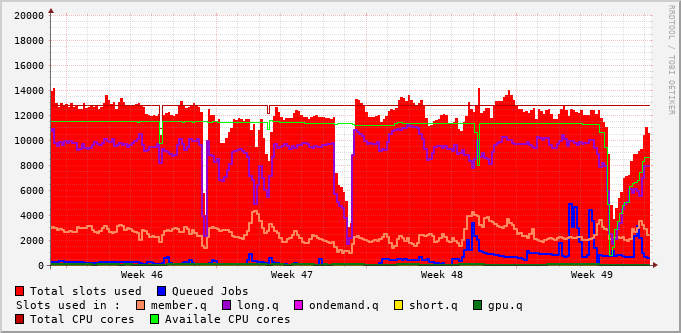 20000
18000
16000
14000
12000
10000
8000
6000
4000
2000
0
Week 46 Week 47 Week 48 Week 49
Total slots used Queued Jobs
Slots used in : member.q long.q ondemand.q short.q gpu.q
Total CPU cores Availale CPU cores
RRDTOOL / TOBI OETIKER